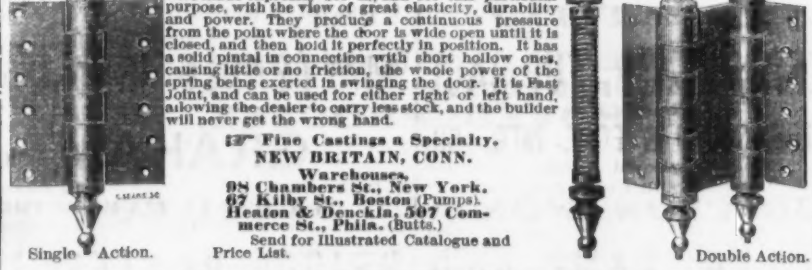 purpose, with the view of great elasticity, durability
and power. They produce a continuous pressure
from the point where the door is wide open until it is
closed, and then hold it perfectly in position. It has
a solid pintal in connection with short hollow ones,
causing little or no friction, the whole power of the
spring being exerted in swinging the door. It is Fast
Joint, and can be used for either right or left hand,
allowing the dealer to carry less stock, and the builder
will never get the wrong hand.
☞ Fine Castings a Specialty.
NEW BRITAIN, CONN.
Warehouses,
98 Chambers St., New York.
67 Kilby St., Boston (Pumps).
Heaton & Denckla, 507 Com-
merce St., Phila. (Butts.)
Send for Illustrated Catalogue and
Price List.
Single Action.
Double Action.